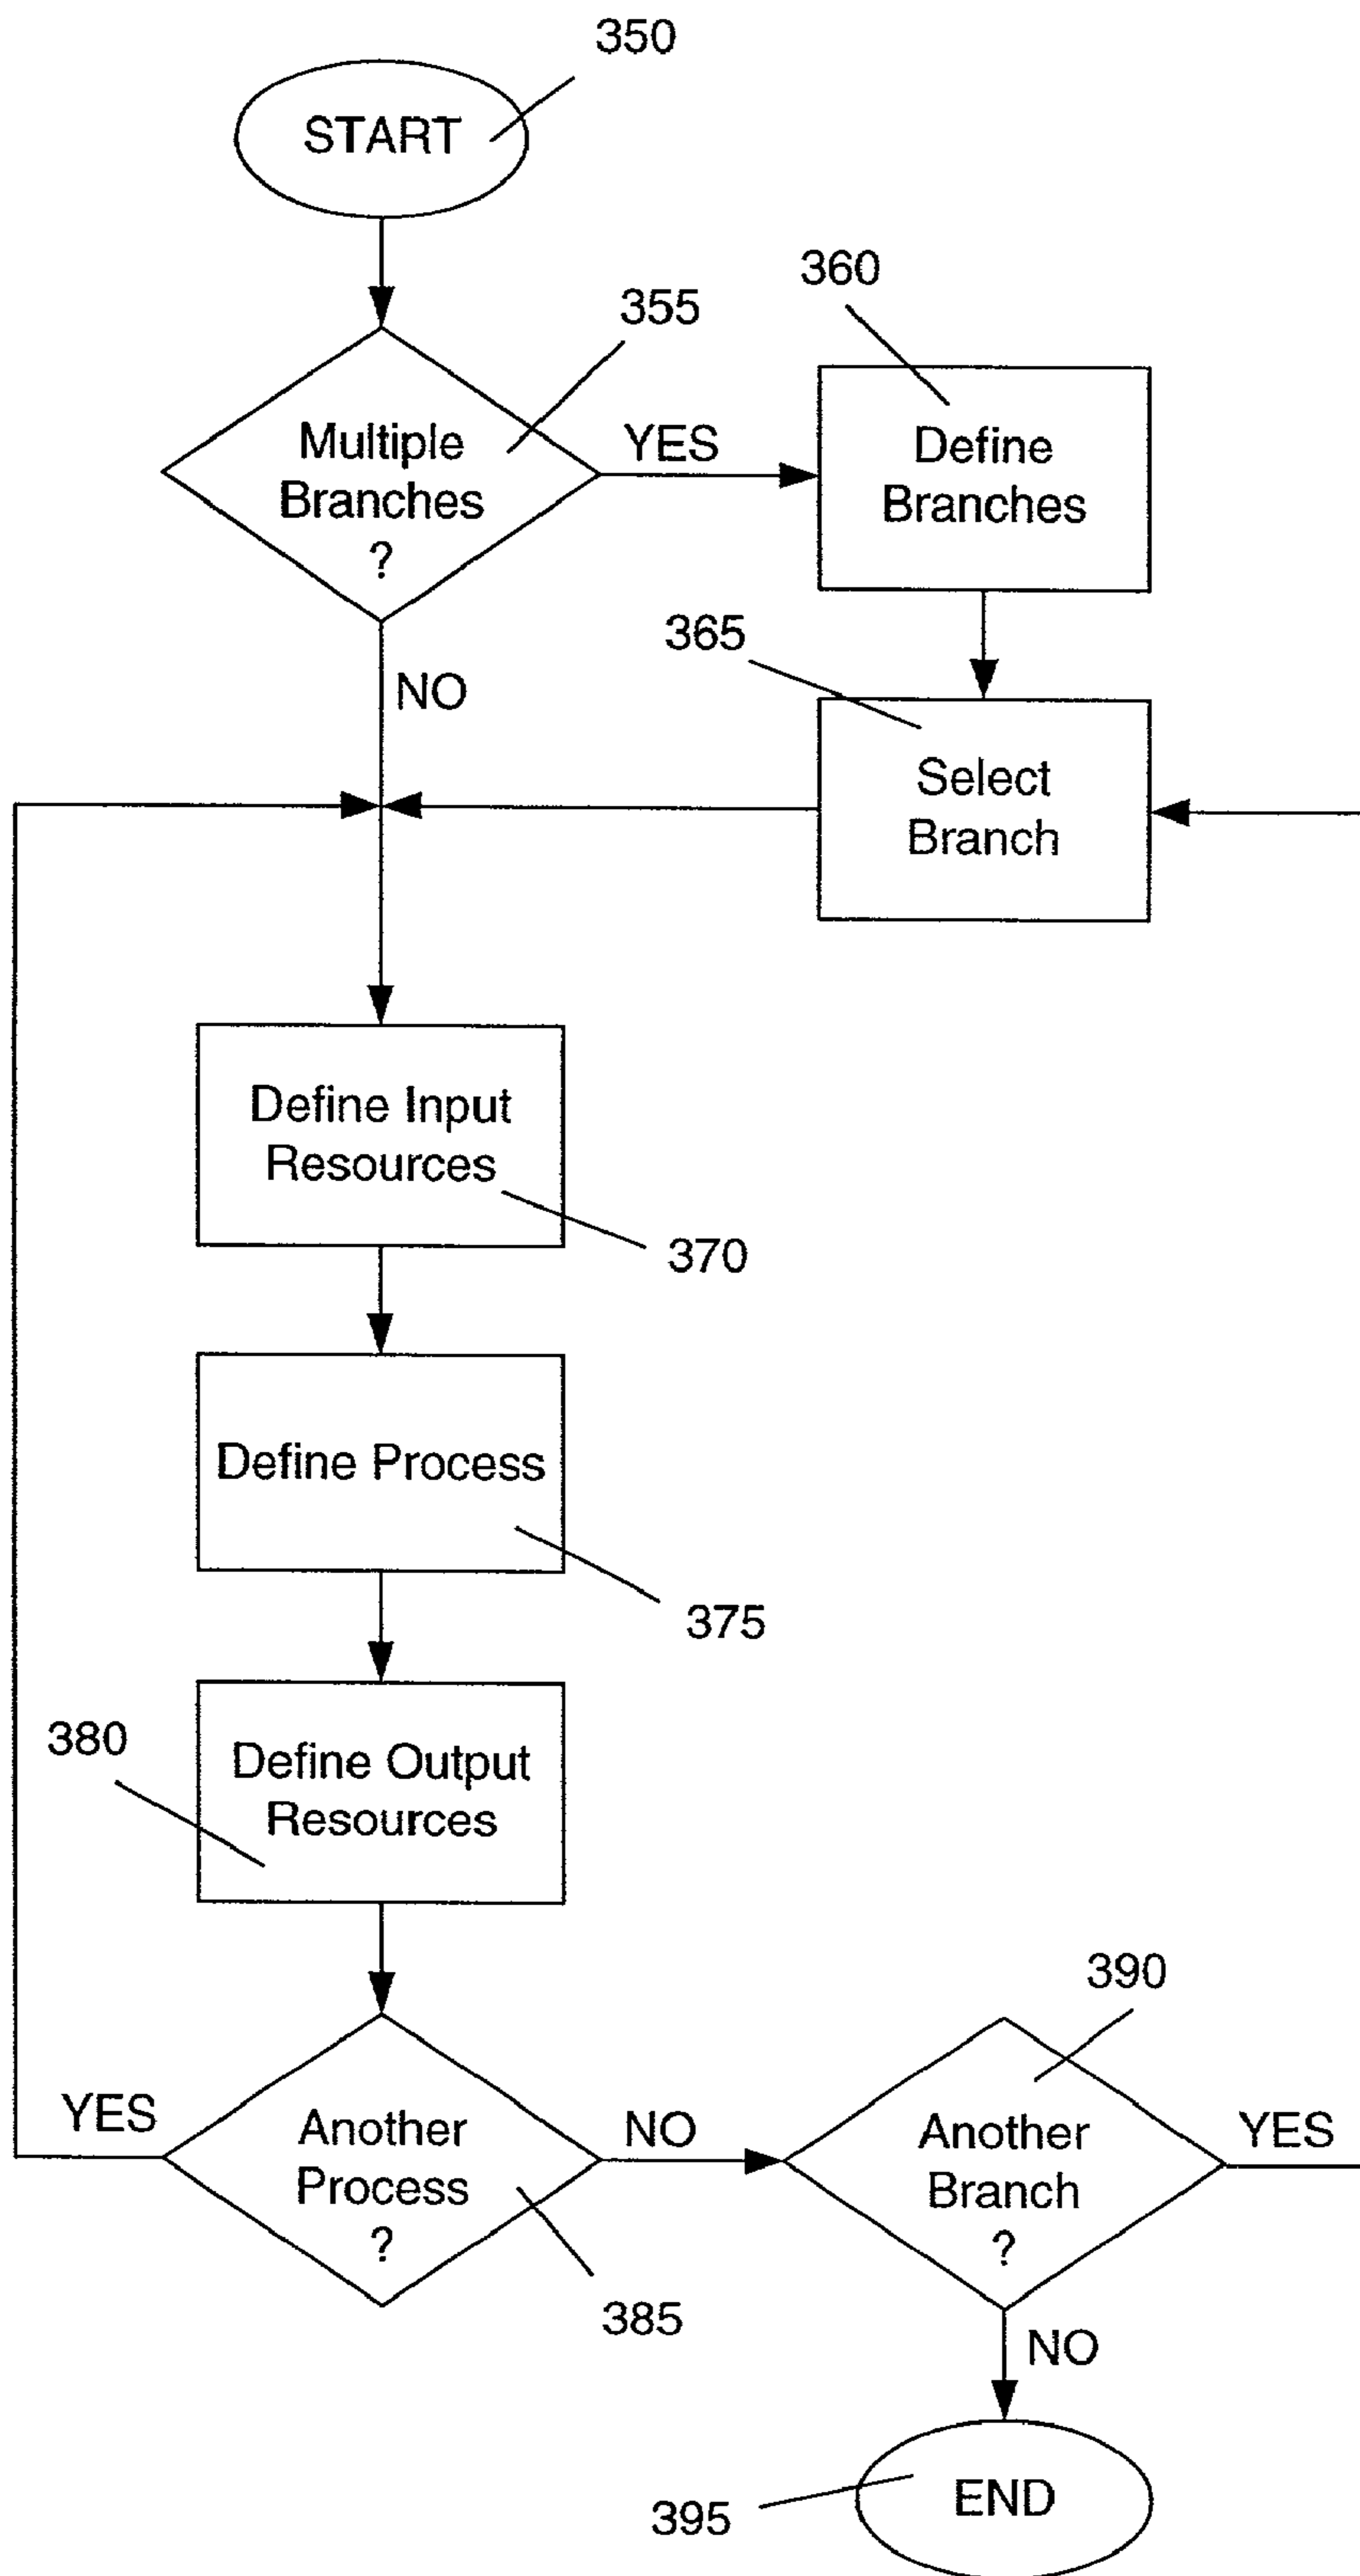 350
START
355
Multiple
Branches
?
YES
360
Define
Branches
NO
365
Select
Branch
Define Input
Resources
370
Define Process
375
380
Define Output
Resources
YES
Another
Process
?
385
NO
390
Another
Branch
?
YES
NO
395
END